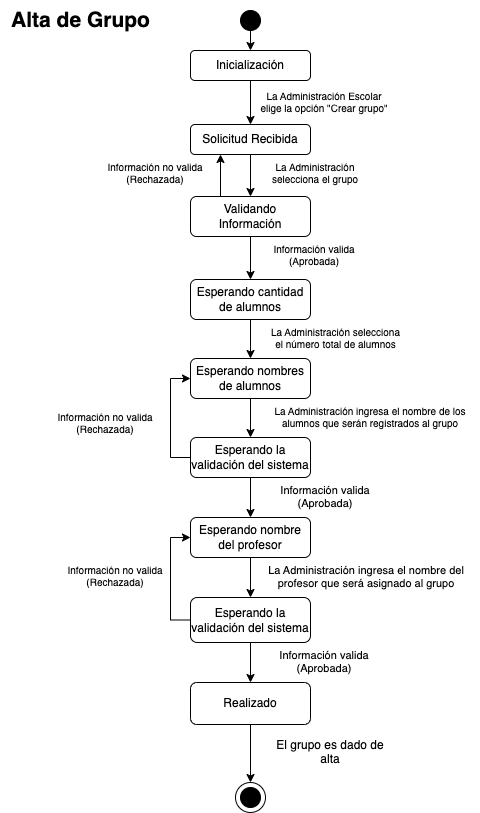 Alta de Grupo
Inicialización
La Administración Escolar
elige la opción "Crear grupo"
Solicitud Recibida
Información no valida
(Rechazada)
La Administración
selecciona el grupo
Validando
Información
Información valida
(Aprobada)
Esperando cantidad
de alumnos
La Administración selecciona
el número total de alumnos
Esperando nombres
de alumnos
La Administración ingresa el nombre de los
alumnos que serán registrados al grupo
Información no valida
(Rechazada)
Esperando la
validación del sistema
Información valida
(Aprobada)
Esperando nombre
del profesor
La Administración ingresa el nombre del
profesor que será asignado al grupo
Información no valida
(Rechazada)
Esperando la
validación del sistema
Información valida
(Aprobada)
Realizado
El grupo es dado de
alta